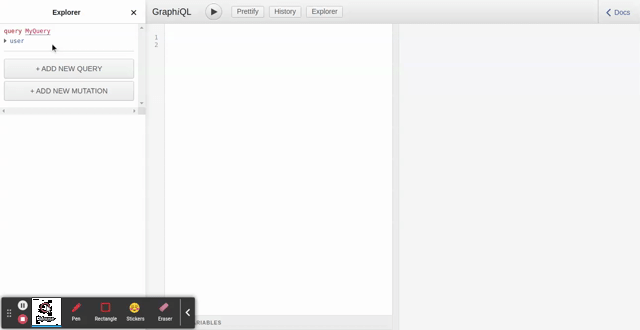 Explorer ×
GraphiQL
Prettify
History
Explorer
Docs
query MyQuery
user
+ ADD NEW QUERY
+ ADD NEW MUTATION
1
2
Pen
Rectangle
Stickers
Eraser